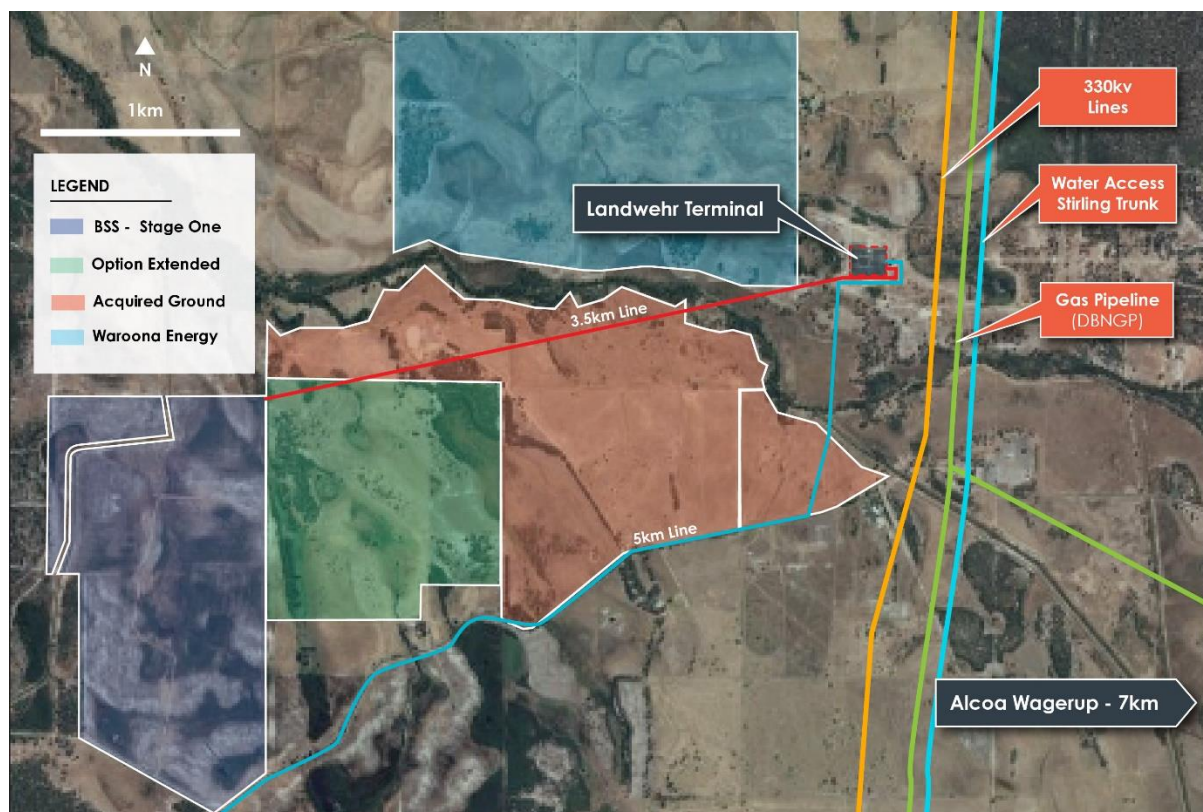 N
1km
LEGEND
BSS - Stage One
Option Extended
Acquired Ground
Waroona Energy
330kv
Lines
Landwehr Terminal
Water Access
Stirling Trunk
Gas Pipeline
(DBNGP)
3.5km Line
5km Line
Alcoa Wagerup - 7km